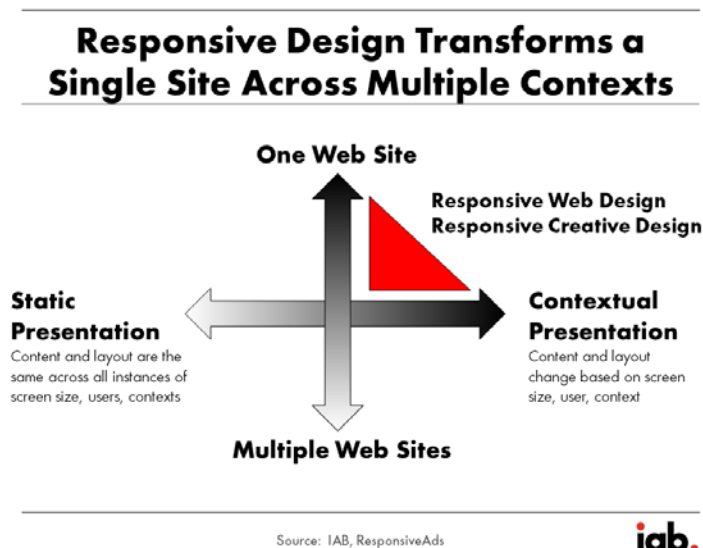 Responsive Design Transforms a
Single Site Across Multiple Contexts
One Web Site
Responsive Web Design
Responsive Creative Design
Static
Presentation
Content and layout are the
same across all instances of
screen size, users, contexts
Contextual
Presentation
Content and layout
change based on screen
size, user, context
Multiple Web Sites
Source: IAB, ResponsiveAds
iab.